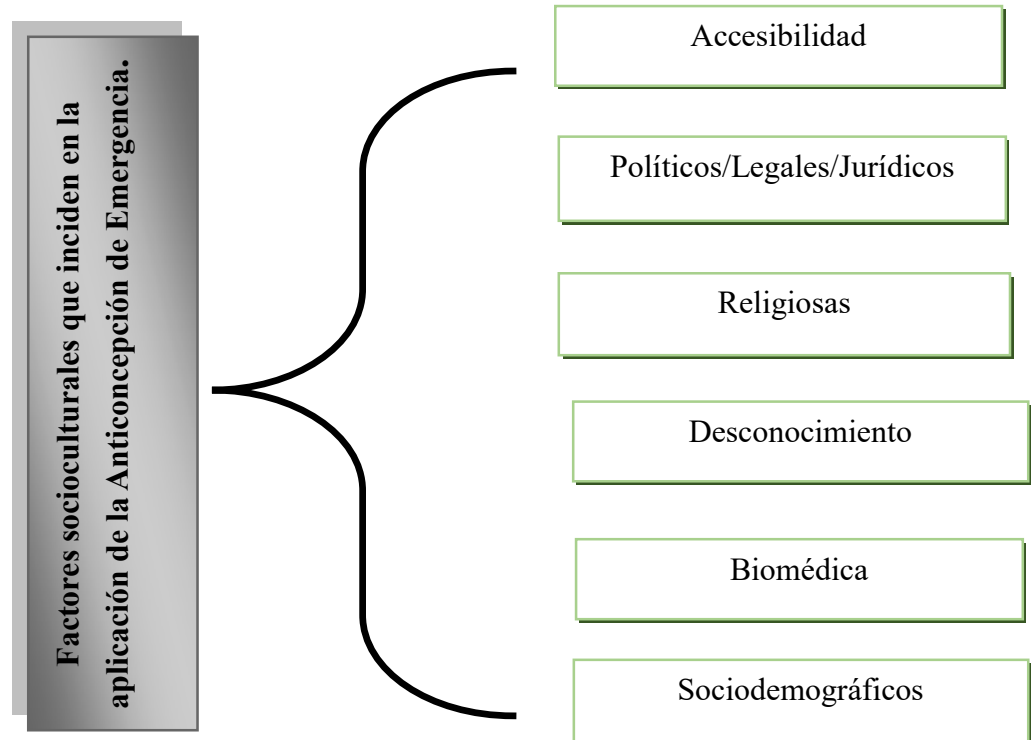 Factores socioculturales que inciden en la
aplicación de la Anticoncepción de Emergencia.
Accesibilidad
Políticos/Legales/Jurídicos
Religiosas
Desconocimiento
Biomédica
Sociodemográficos